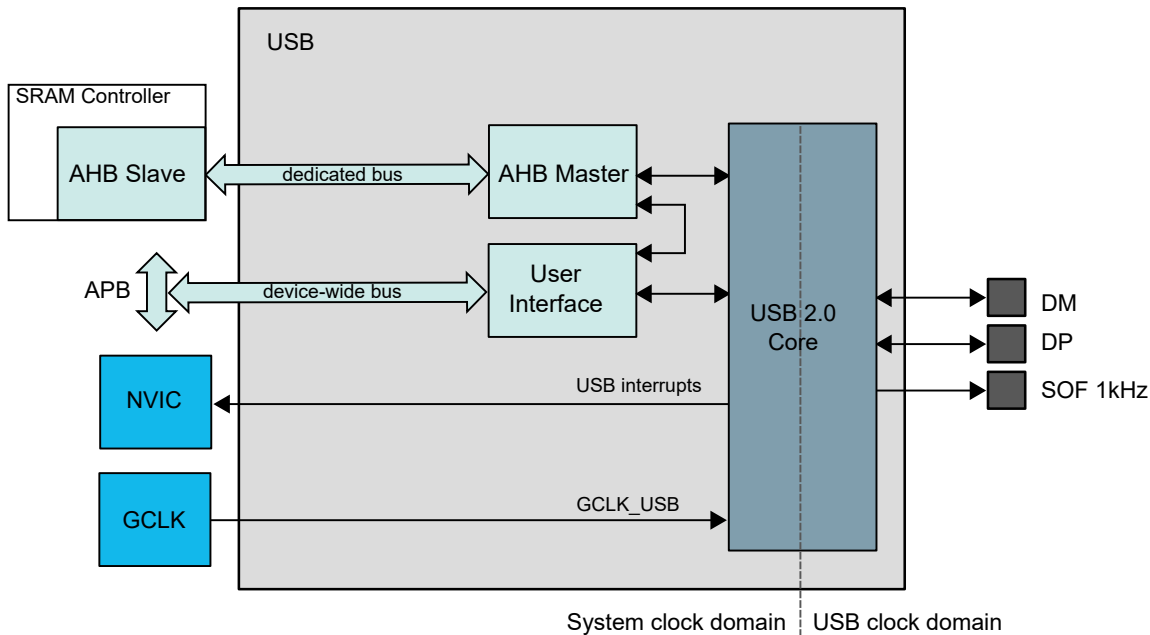 USB
SRAM Controller
AHB Slave
dedicated bus
AHB Master
APB
device-wide bus
User
Interface
USB 2.0
Core
DM
DP
SOF 1kHz
NVIC
USB interrupts
GCLK
GCLK_USB
System clock domain
USB clock domain